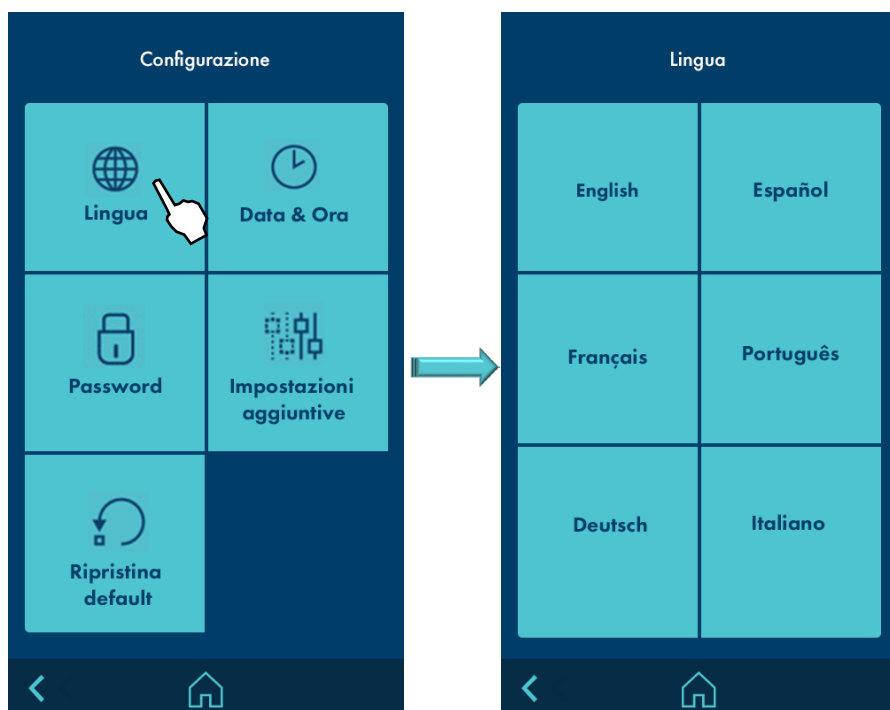 Configurazione
Lingua
Data & Ora
Password
Impostazioni
aggiuntive
Ripristina
default
Lingua
English
Español
Français
Português
Deutsch
Italiano